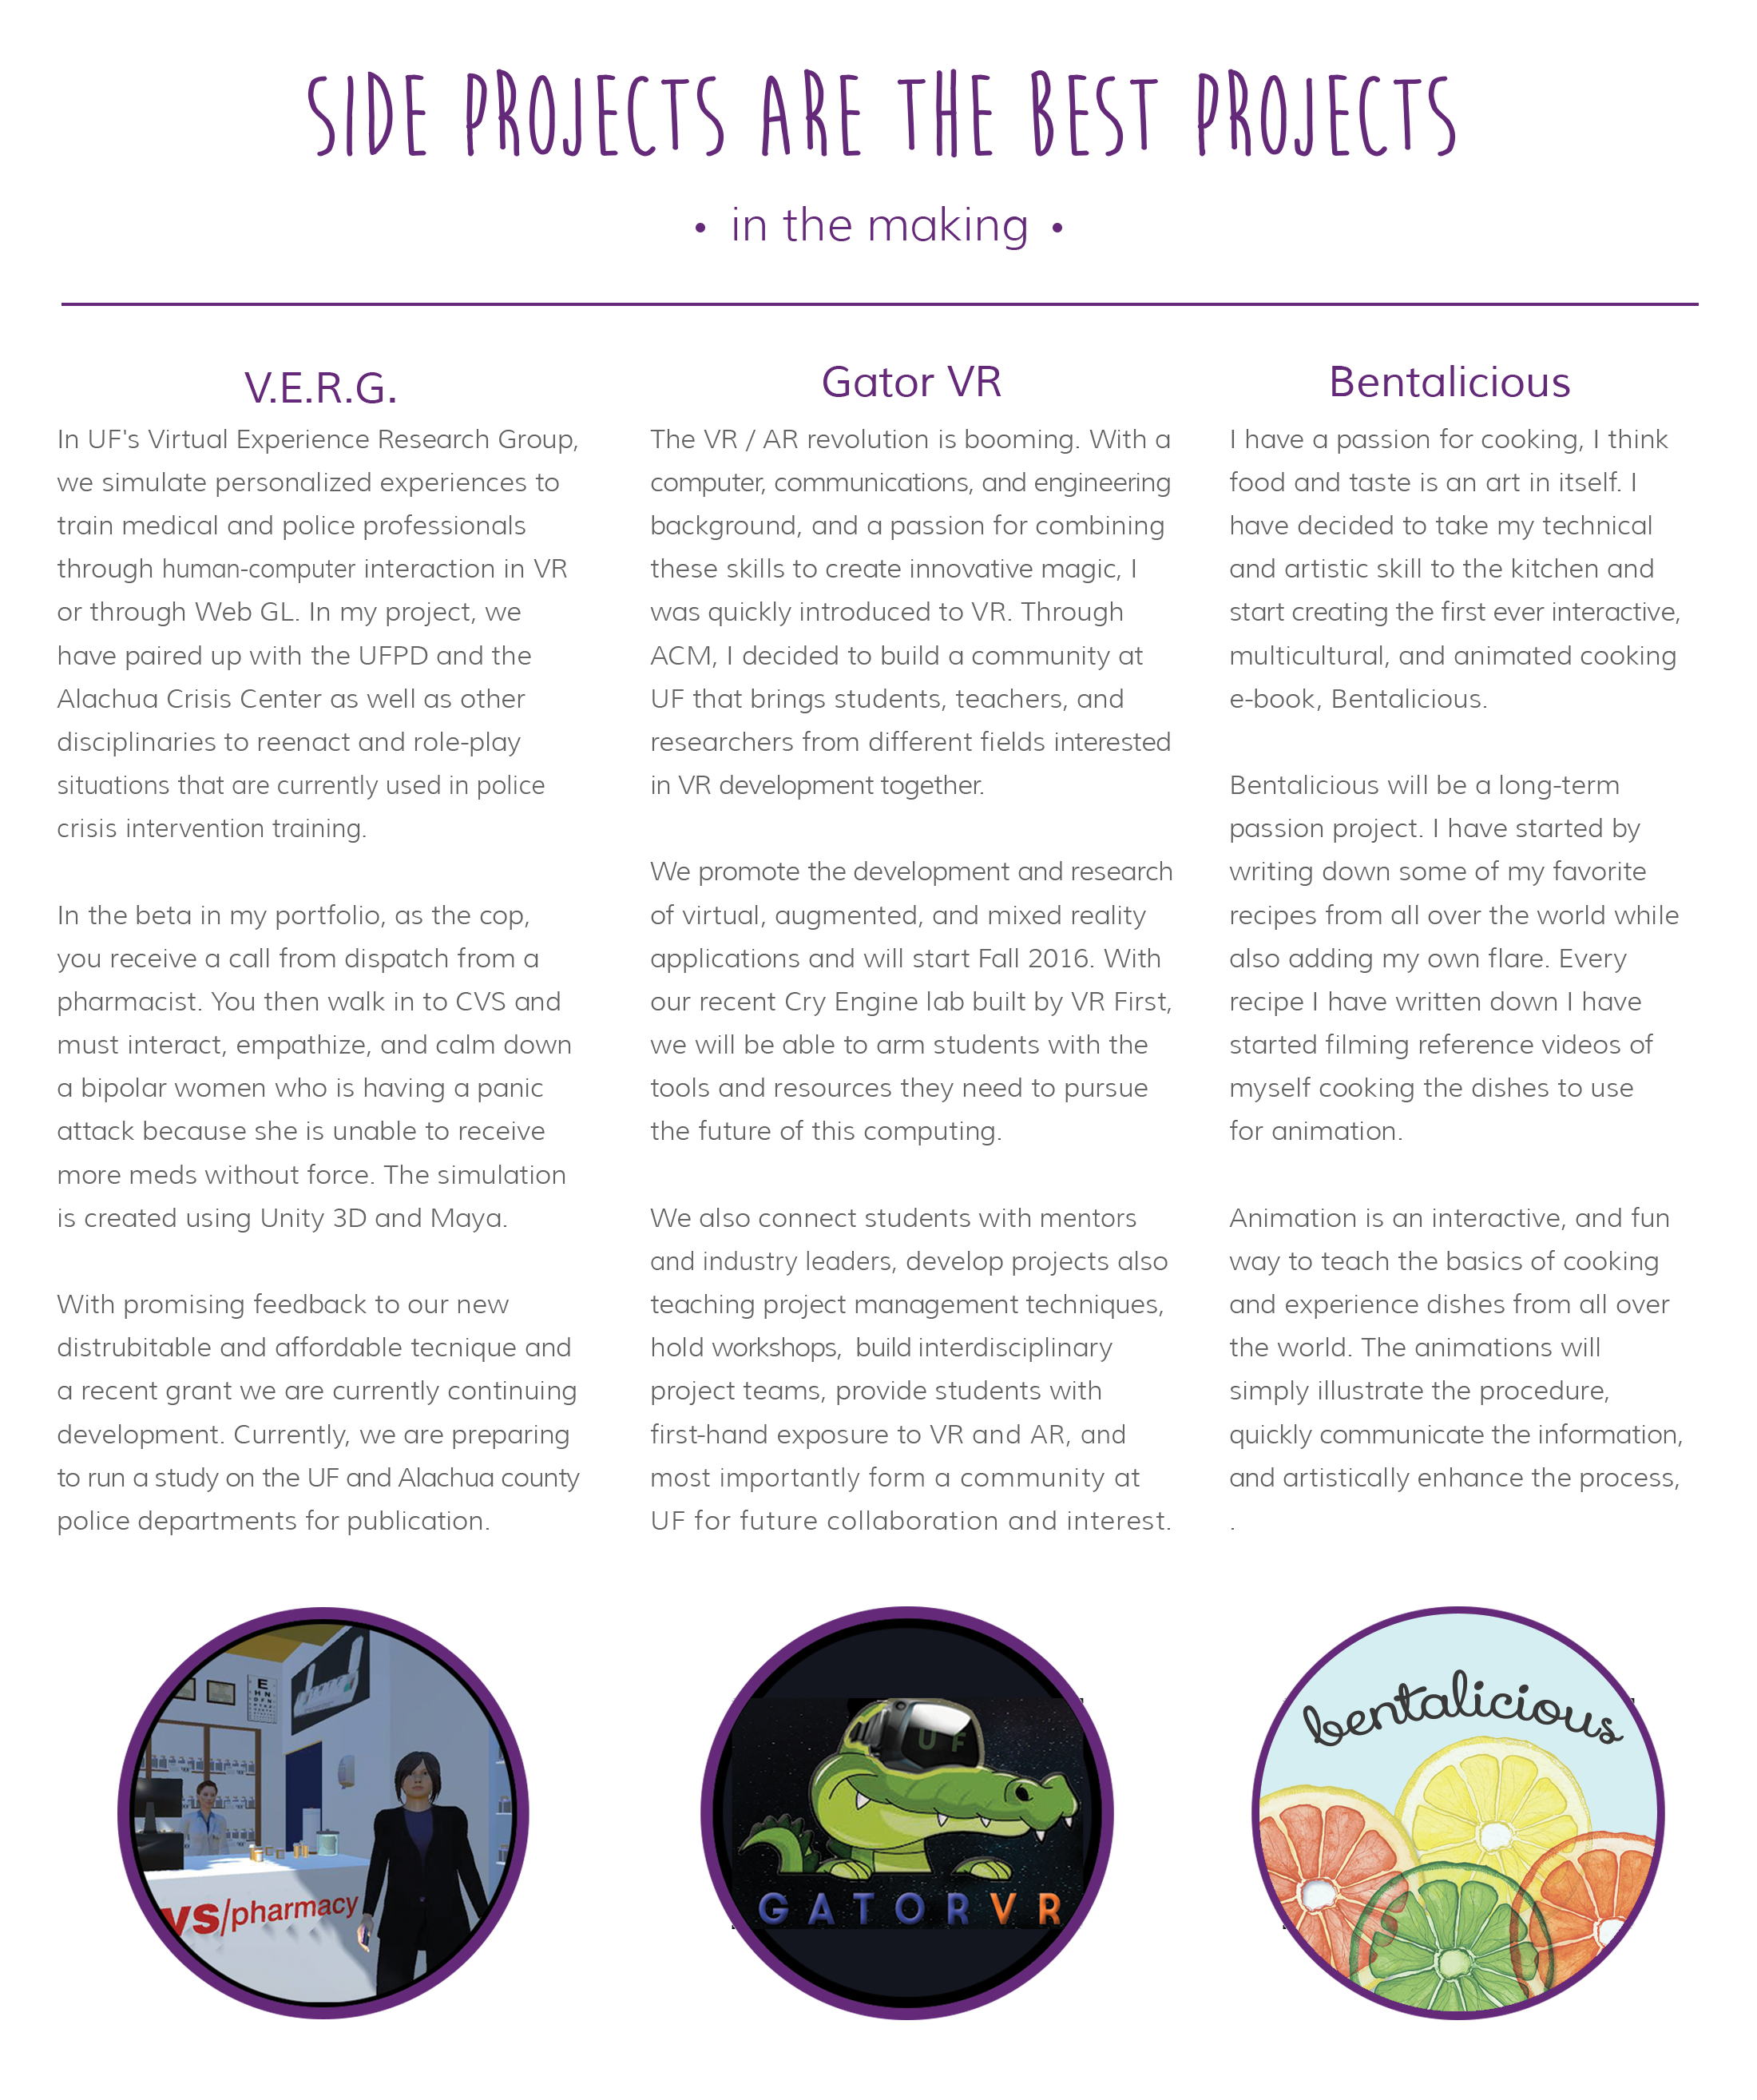 SIDE PROJECTS ARE THE BEST PROJECTS
• in the making •
V.E.R.G.
In UF's Virtual Experience Research Group,
we simulate personalized experiences to
train medical and police professionals
through human-computer interaction in VR
or through Web GL. In my project, we
have paired up with the UFPD and the
Alachua Crisis Center as well as other
disciplinaries to reenact and role-play
situations that are currently used in police
crisis intervention training.
In the beta in my portfolio, as the cop,
you receive a call from dispatch from a
pharmacist. You then walk in to CVS and
must interact, empathize, and calm down
a bipolar women who is having a panic
attack because she is unable to receive
more meds without force. The simulation
is created using Unity 3D and Maya.
With promising feedback to our new
distrubitable and affordable tecnique and
a recent grant we are currently continuing
development. Currently, we are preparing
to run a study on the UF and Alachua county
police departments for publication.
Gator VR
The VR / AR revolution is booming. With a
computer, communications, and engineering
background, and a passion for combining
these skills to create innovative magic, I
was quickly introduced to VR. Through
ACM, I decided to build a community at
UF that brings students, teachers, and
researchers from different fields interested
in VR development together.
We promote the development and research
of virtual, augmented, and mixed reality
applications and will start Fall 2016. With
our recent Cry Engine lab built by VR First,
we will be able to arm students with the
tools and resources they need to pursue
the future of this computing.
We also connect students with mentors
and industry leaders, develop projects also
teaching project management techniques,
hold workshops, build interdisciplinary
project teams, provide students with
first-hand exposure to VR and AR, and
most importantly form a community at
UF for future collaboration and interest.
Bentalicious
I have a passion for cooking, I think
food and taste is an art in itself. I
have decided to take my technical
and artistic skill to the kitchen and
start creating the first ever interactive,
multicultural, and animated cooking
e-book, Bentalicious.
Bentalicious will be a long-term
passion project. I have started by
writing down some of my favorite
recipes from all over the world while
also adding my own flare. Every
recipe I have written down I have
started filming reference videos of
myself cooking the dishes to use
for animation.
Animation is an interactive, and fun
way to teach the basics of cooking
and experience dishes from all over
the world. The animations will
simply illustrate the procedure,
quickly communicate the information,
and artistically enhance the process,
.
E
H N
VS/pharmacy
UF
GATORVR
bentalicious